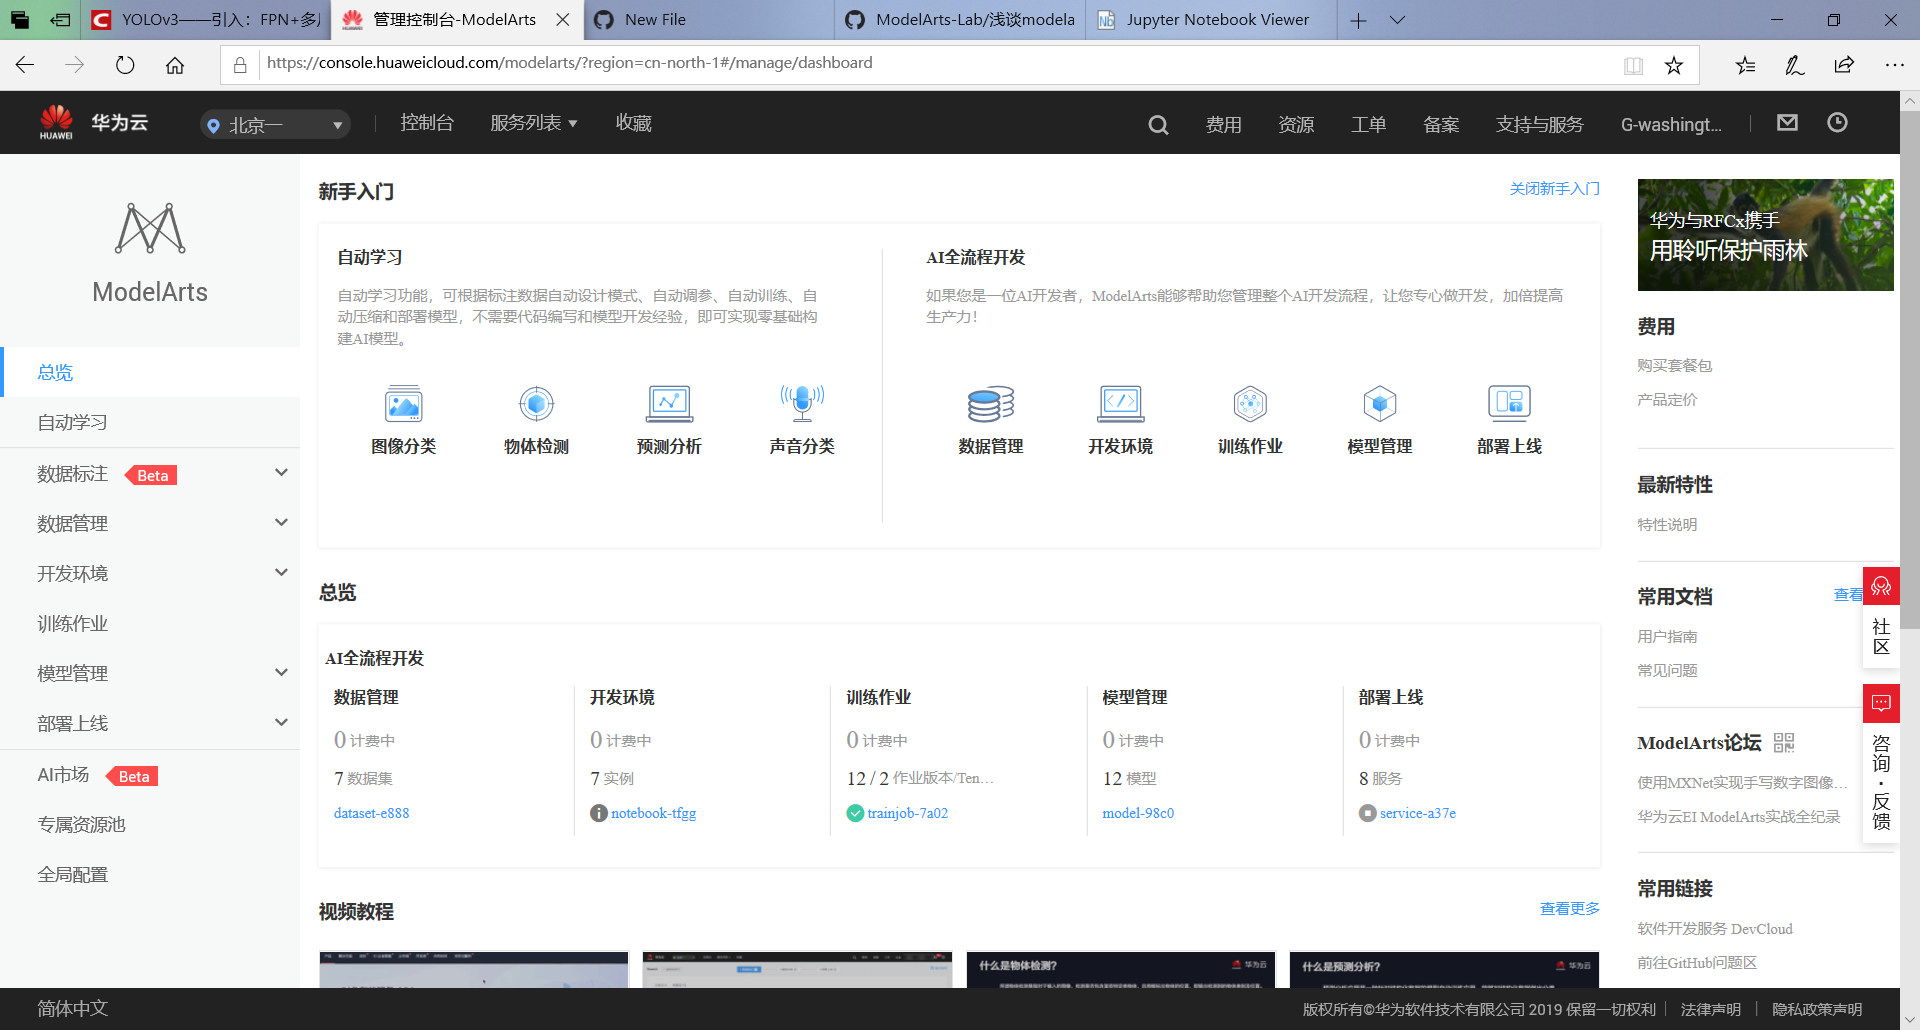 YOLOv3——引入：FPN+多
管理控制台-ModelArts
New File
ModelArts-Lab/浅谈modela
Jupyter Notebook Viewer
https://console.huaweicloud.com/modelarts/?region=cn-north-1#/manage/dashboard
HUAWEI
华为云
北京一
控制台
服务列表
收藏
费用
资源
工单
备案
支持与服务
G-washingt...
ModelArts
总览
自动学习
数据标注 Beta
数据管理
开发环境
训练作业
模型管理
部署上线
AI市场 Beta
专属资源池
全局配置
新手入门
关闭新手入门
自动学习
自动学习功能，可根据标注数据自动设计模式、自动调参、自动训练、自
动压缩和部署模型，不需要代码编写和模型开发经验，即可实现零基础构
建AI模型。
图像分类
物体检测
预测分析
声音分类
AI全流程开发
如果您是一位AI开发者，ModelArts能够帮助您管理整个AI开发流程，让您专心做开发，加倍提高
生产力！
数据管理
开发环境
训练作业
模型管理
部署上线
总览
AI全流程开发
数据管理
0 计费中
7 数据集
dataset-e888
开发环境
0 计费中
7 实例
notebook-tfgg
训练作业
0 计费中
12 / 2 作业版本/Ten...
trainjob-7a02
模型管理
0 计费中
12 模型
model-98c0
部署上线
0 计费中
8 服务
service-a37e
视频教程
查看更多
什么是物体检测?
华为云
什么是预测分析?
华为云
华为与RFCx携手
用聆听保护雨林
费用
购买套餐包
产品定价
最新特性
特性说明
常用文档
查看
用户指南
常见问题
ModelArts论坛
使用MXNet实现手写数字图像...
华为云EI ModelArts实战全纪录
常用链接
软件开发服务 DevCloud
前往GitHub问题区
社区
咨询·反馈
简体中文
版权所有©华为软件技术有限公司 2019 保留一切权利
法律声明
隐私政策声明